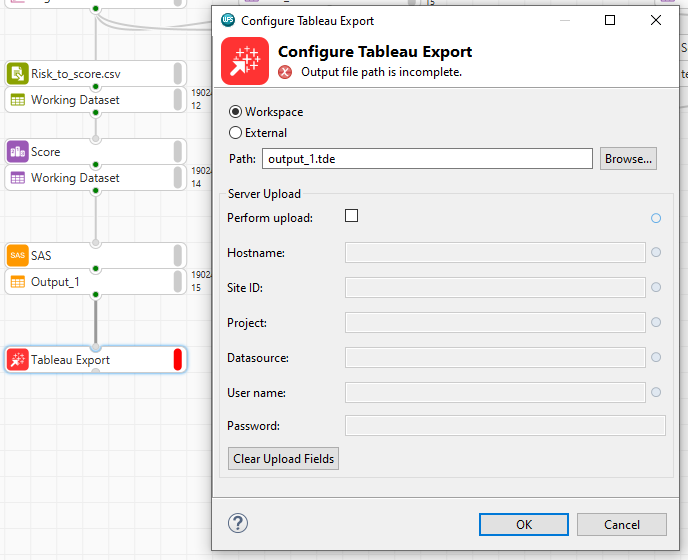 Configure Tableau Export
Configure Tableau Export
Output file path is incomplete.
Workspace
External
Path: output_1.tde Browse...
Server Upload
Perform upload:
Hostname:
Site ID:
Project:
Datasource:
User name:
Password:
Clear Upload Fields
? OK Cancel
15
Risk_to_score.csv
Working Dataset 1902
12
Score
Working Dataset 1902
14
SAS SAS
Output_1 1902
15
Tableau Export